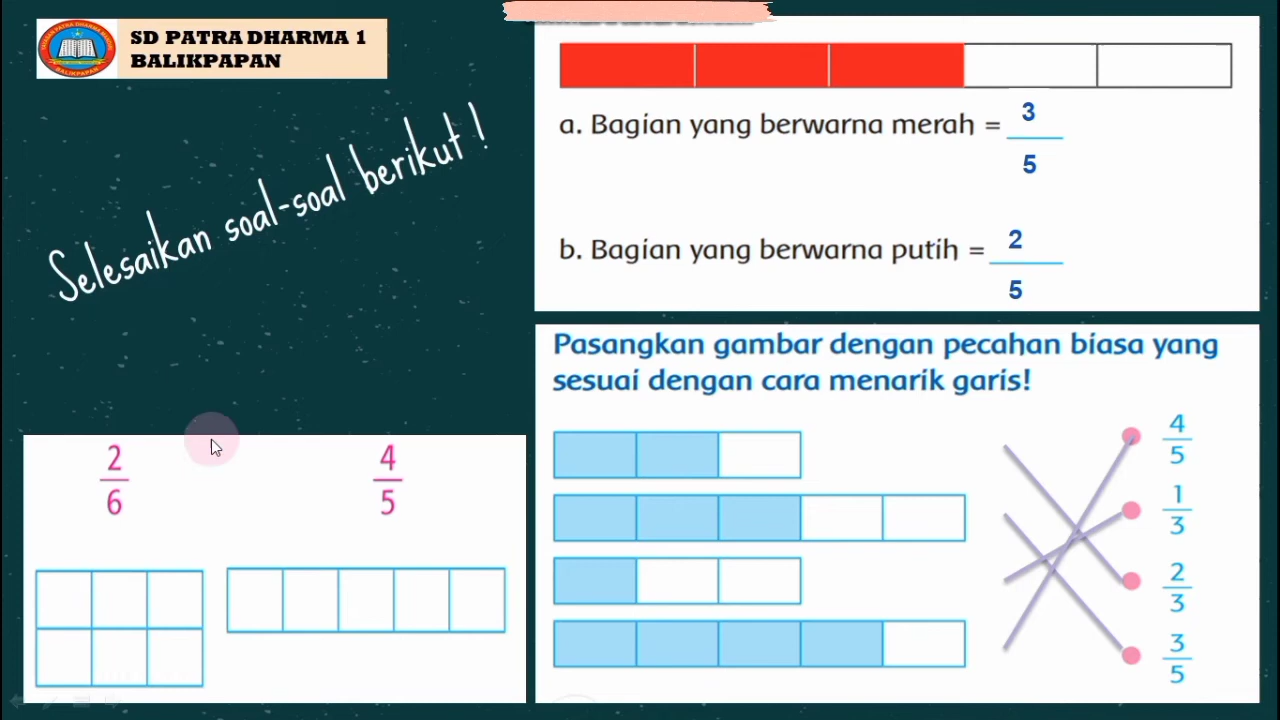 SD PATRA DHARMA 1
BALIKPAPAN
Selesaikan soal-soal berikut !
a. Bagian yang berwarna merah = 3
5
b. Bagian yang berwarna putih = 2
5
2
6
4
5
Pasangkan gambar dengan pecahan biasa yang
sesuai dengan cara menarik garis!
4
5
1
3
2
3
3
5